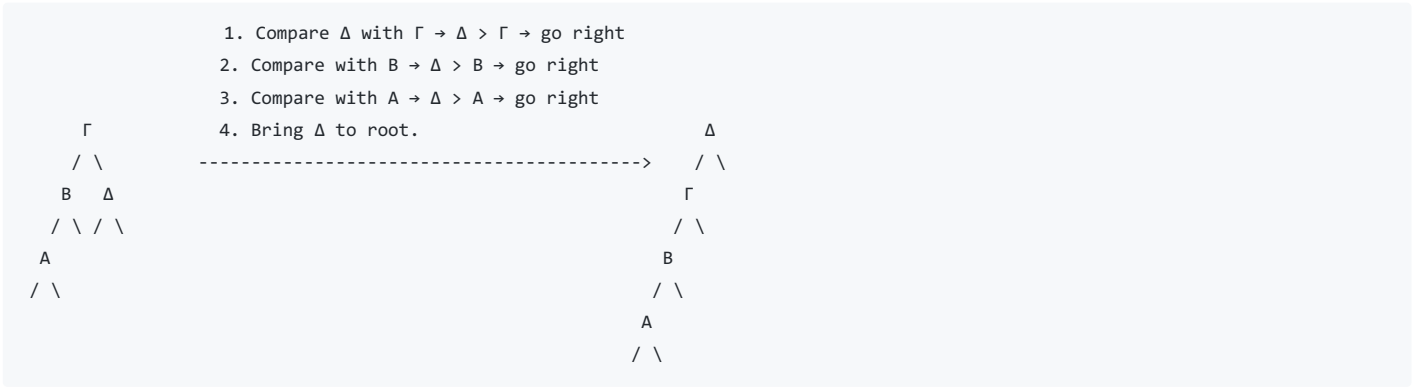 1. Compare Δ with Γ → Δ > Γ → go right
2. Compare with Β → Δ > Β → go right
3. Compare with Α → Δ > Α → go right
Γ 4. Bring Δ to root. Δ
/ \ -----------------------------------------> / \
Β Δ Γ
/ \ / \ / \
Α Β
/ \ / \
Α
/ \